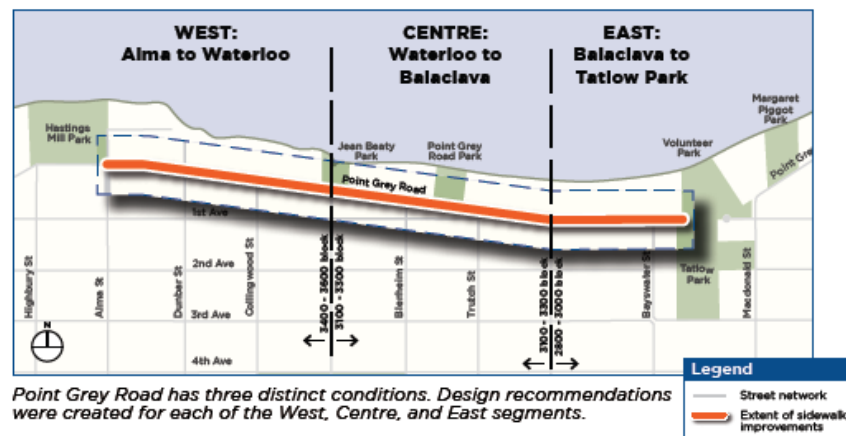 WEST:
Alma to Waterloo
CENTRE:
Waterloo to
Balaclava
EAST:
Balaclava to
Tatlow Park
Hastings
Mill Park
Jean Beaty
Park
Point Grey
Road Park
Volunteer
Park
Margaret
Piggot
Park
Point Gre
Point Grey Road
1st Ave
2nd Ave
3rd Ave
4th Ave
Highbury St
Alma St
Dunbar St
Collingwood St
3400 - 3600 block
3100 - 3300 block
Blenheim St
Trutch St
3100 - 3300 block
2800 - 3000 block
Bayswater St
Tatlow
Park
Macdonald St
N
Point Grey Road has three distinct conditions. Design recommendations
were created for each of the West, Centre, and East segments.
Legend
Street network
Extent of sidewalk
improvements